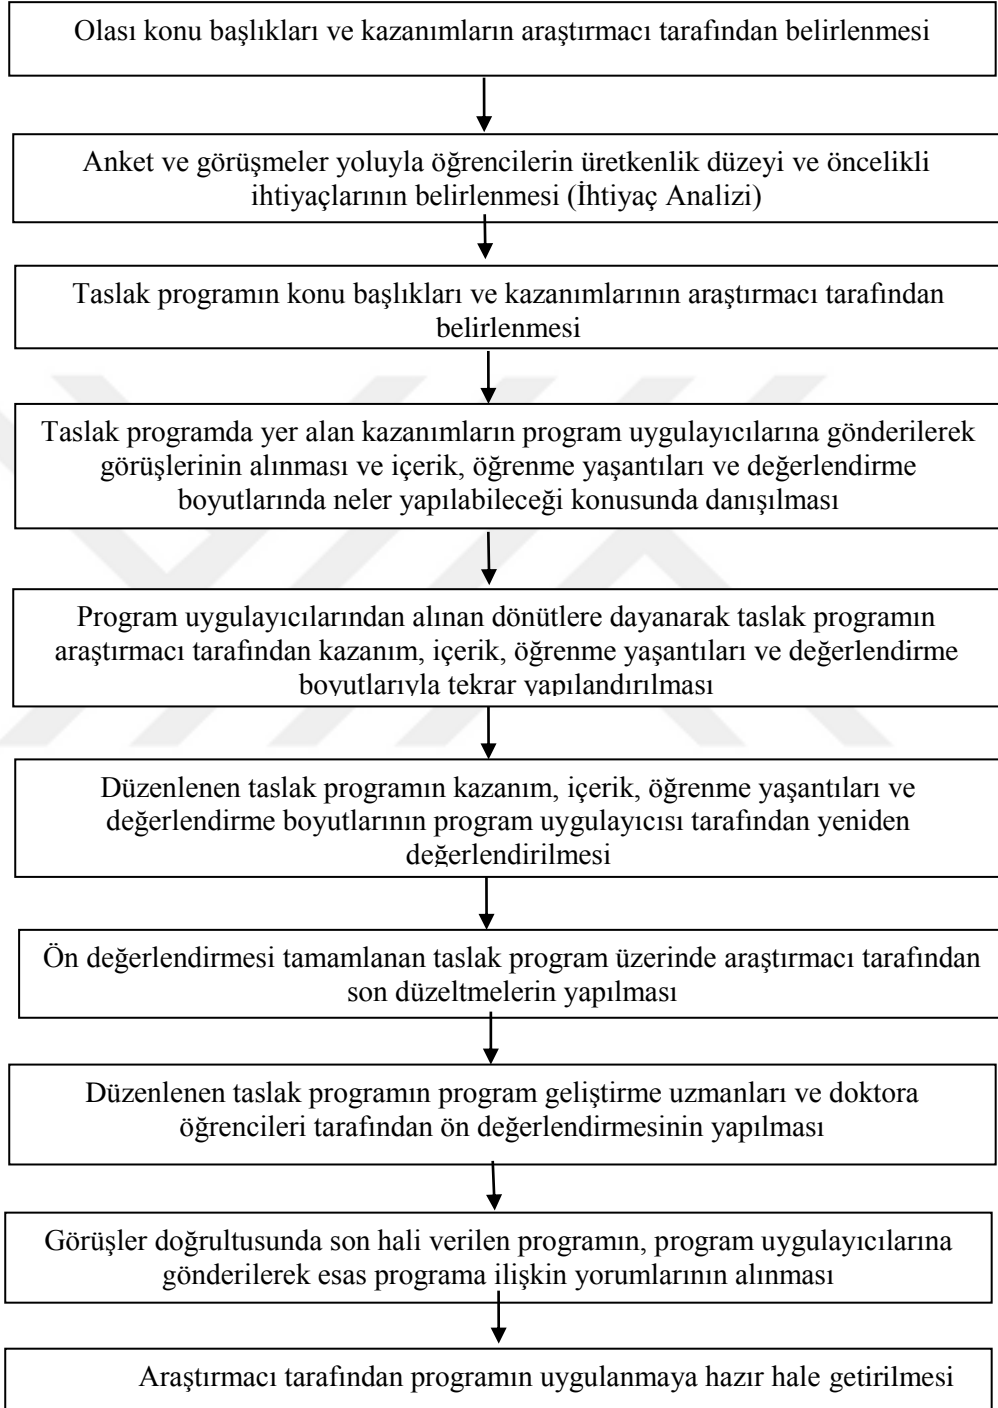 Olası konu başlıkları ve kazanımların araştırmacı tarafından belirlenmesi
Anket ve görüşmeler yoluyla öğrencilerin üretkenlik düzeyi ve öncelikli
ihtiyaçlarının belirlenmesi (İhtiyaç Analizi)
Taslak programın konu başlıkları ve kazanımlarının araştırmacı tarafından
belirlenmesi
Taslak programda yer alan kazanımların program uygulayıcılarına gönderilerek
görüşlerinin alınması ve içerik, öğrenme yaşantıları ve değerlendirme
boyutlarında neler yapılabileceği konusunda danışılması
Program uygulayıcılarından alınan dönütlere dayanarak taslak programın
araştırmacı tarafından kazanım, içerik, öğrenme yaşantıları ve değerlendirme
boyutlarıyla tekrar yapılandırılması
Düzenlenen taslak programın kazanım, içerik, öğrenme yaşantıları ve
değerlendirme boyutlarının program uygulayıcısı tarafından yeniden
değerlendirilmesi
Ön değerlendirmesi tamamlanan taslak program üzerinde araştırmacı tarafından
son düzeltmelerin yapılması
Düzenlenen taslak programın program geliştirme uzmanları ve doktora
öğrencileri tarafından ön değerlendirmesinin yapılması
Görüşler doğrultusunda son hali verilen programın, program uygulayıcılarına
gönderilerek esas programa ilişkin yorumlarının alınması
Araştırmacı tarafından programın uygulanmaya hazır hale getirilmesi